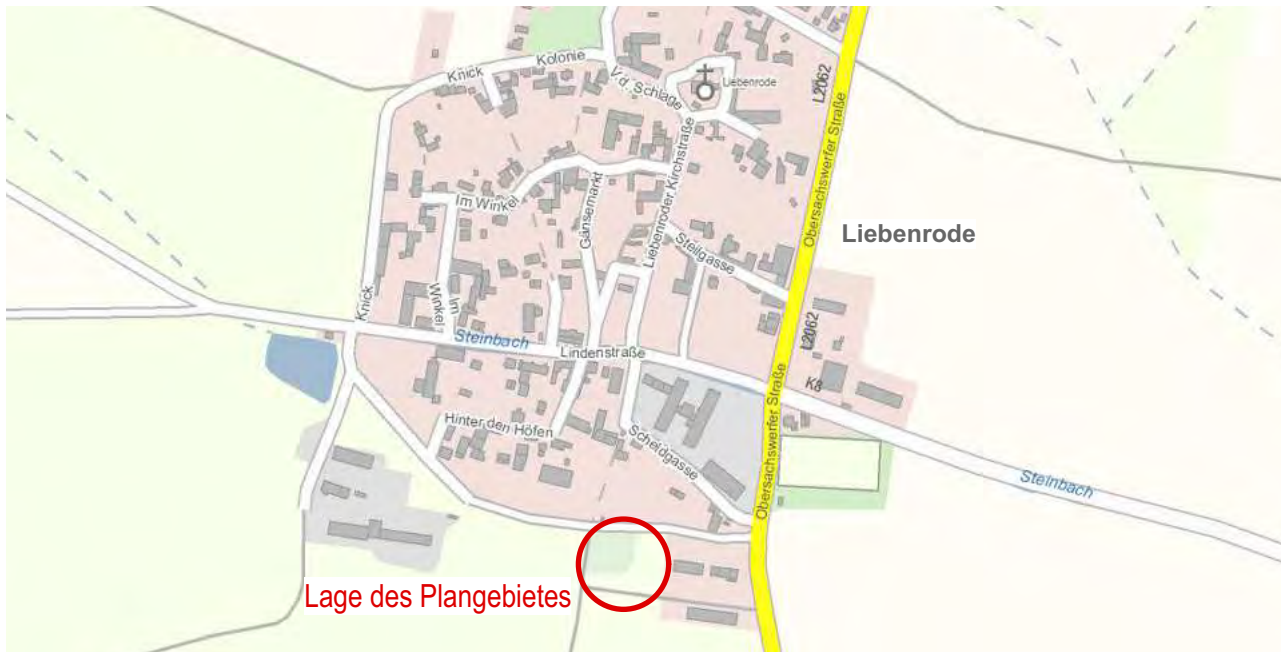 Kolonie
Knick
V.d. Schlage
Liebenrode
L2062
Obersachswerfer Straße
Liebenroder Kirchstraße
Gänsemarkt
Im Winkel
Steilgasse
Liebenrode
Knick
Im
Winkel
Steinbach
Lindenstraße
L2062
K8
Hinter den Höfen
Scheidgasse
Obersachswerfer Straße
Steinbach
Lage des Plangebietes